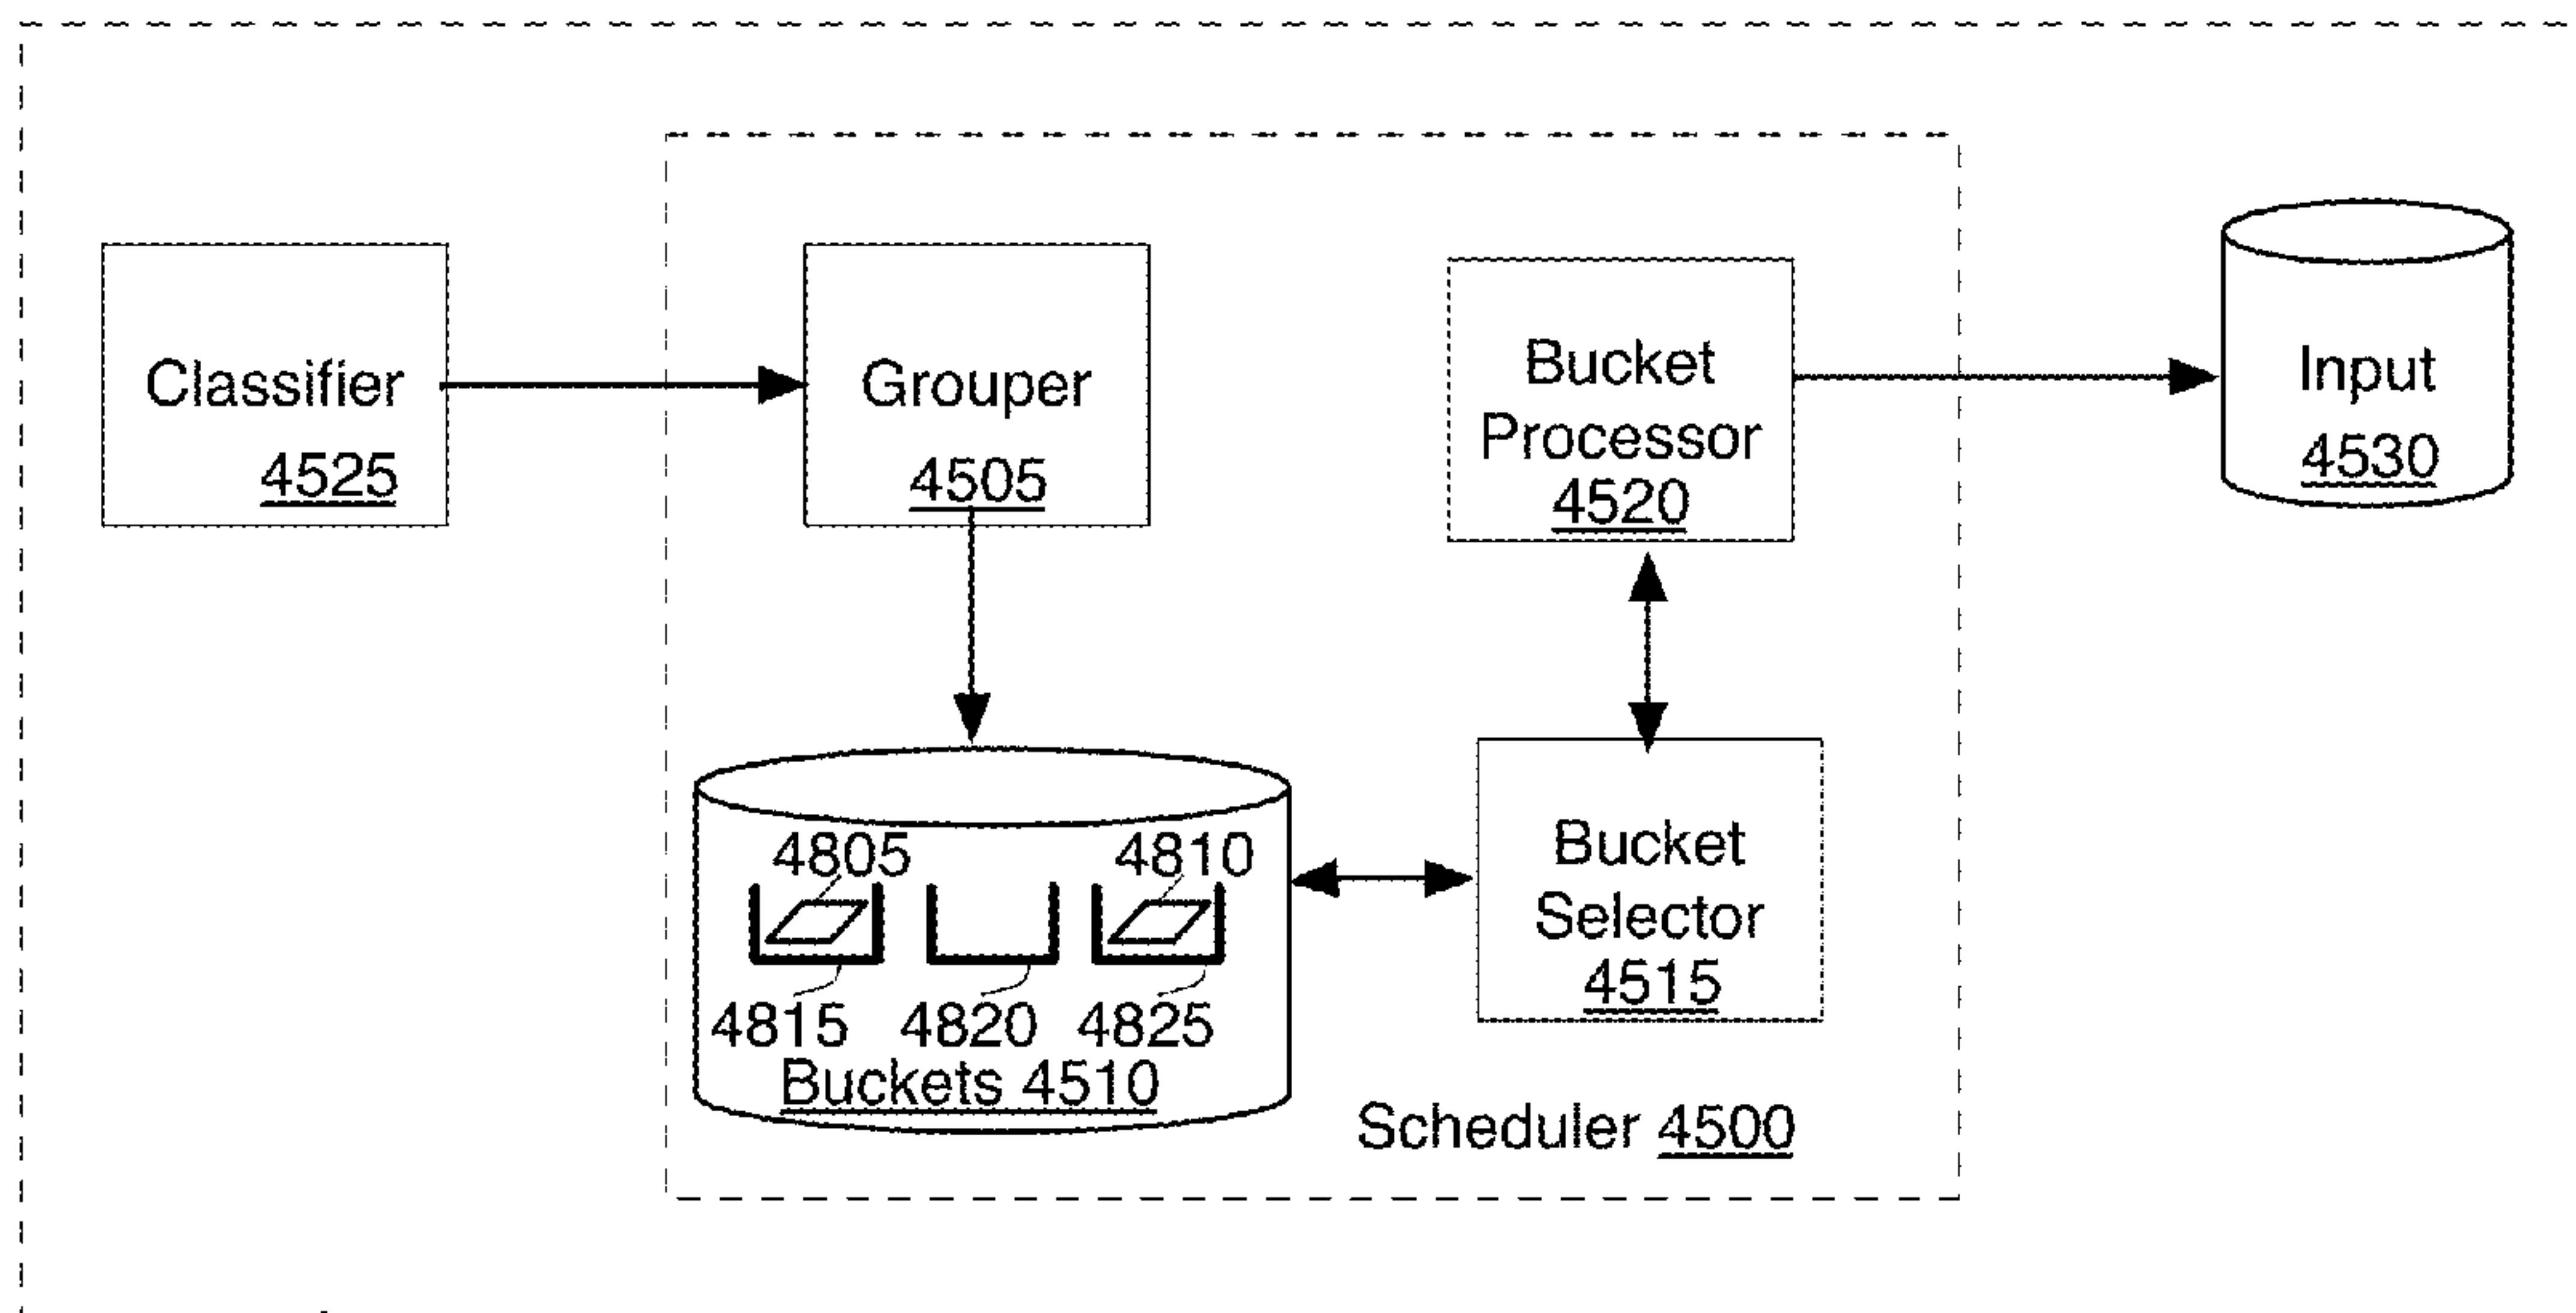 Classifier
4525
Grouper
4505
Bucket
Processor
4520
Input
4530
4805
4810
4815
4820
4825
Buckets 4510
Bucket
Selector
4515
Scheduler 4500